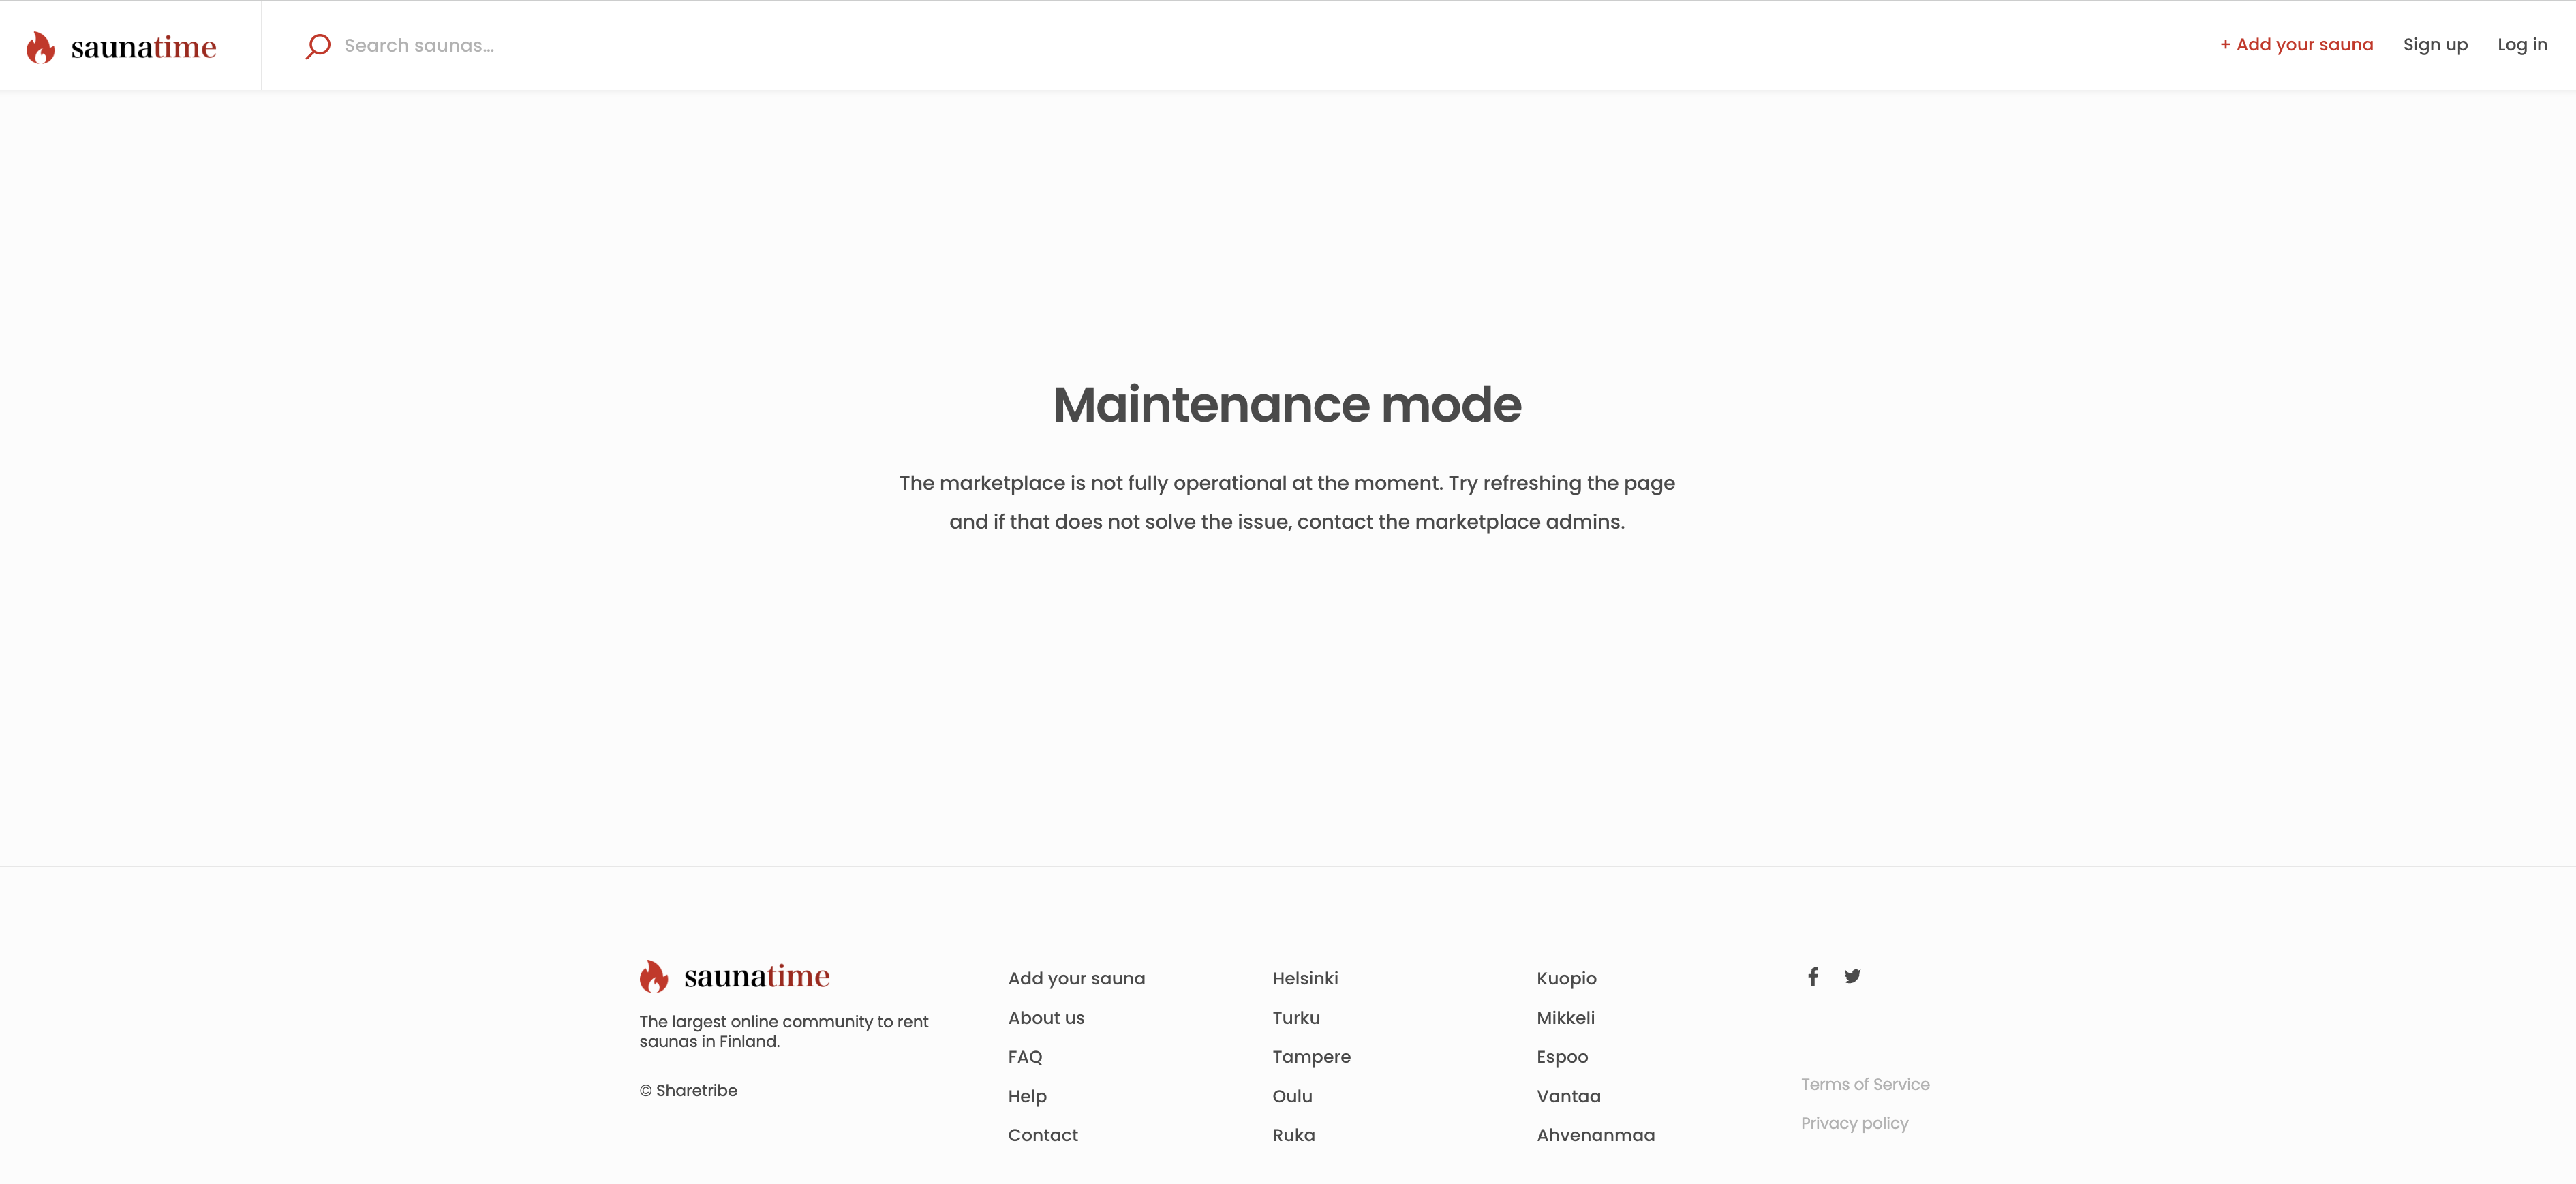 saunatime
Search saunas...
+ Add your sauna
Sign up
Log in
Maintenance mode
The marketplace is not fully operational at the moment. Try refreshing the page
and if that does not solve the issue, contact the marketplace admins.
saunatime
The largest online community to rent
saunas in Finland.
© Sharetribe
Add your sauna
About us
FAQ
Help
Contact
Helsinki
Turku
Tampere
Oulu
Ruka
Kuopio
Mikkeli
Espoo
Vantaa
Ahvenanmaa
Terms of Service
Privacy policy